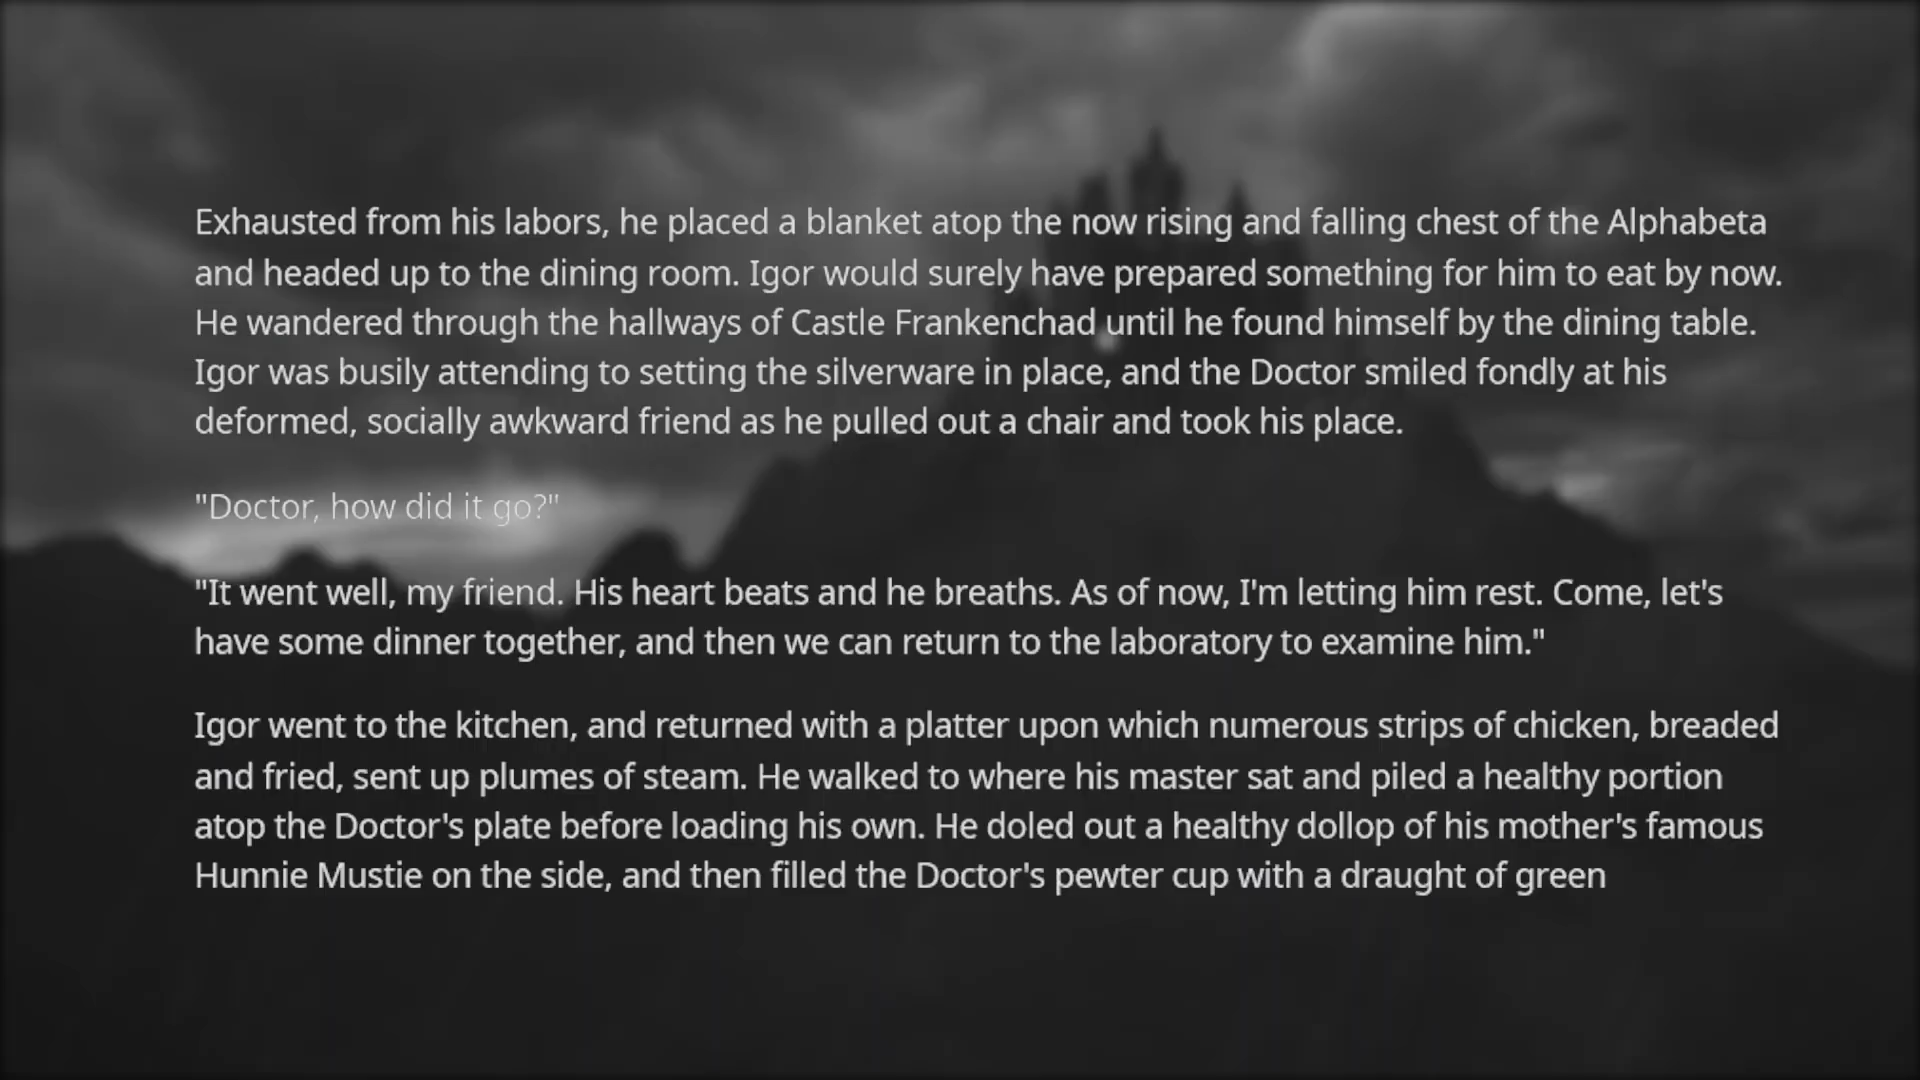 Exhausted from his labors, he placed a blanket atop the now rising and falling chest of the Alphabeta
and headed up to the dining room. Igor would surely have prepared something for him to eat by now.
He wandered through the hallways of Castle Frankenchad until he found himself by the dining table.
Igor was busily attending to setting the silverware in place, and the Doctor smiled fondly at his
deformed, socially awkward friend as he pulled out a chair and took his place.
"Doctor, how did it go?"
"It went well, my friend. His heart beats and he breaths. As of now, I'm letting him rest. Come, let's
have some dinner together, and then we can return to the laboratory to examine him."
Igor went to the kitchen, and returned with a platter upon which numerous strips of chicken, breaded
and fried, sent up plumes of steam. He walked to where his master sat and piled a healthy portion
atop the Doctor's plate before loading his own. He doled out a healthy dollop of his mother's famous
Hunnie Mustie on the side, and then filled the Doctor's pewter cup with a draught of green